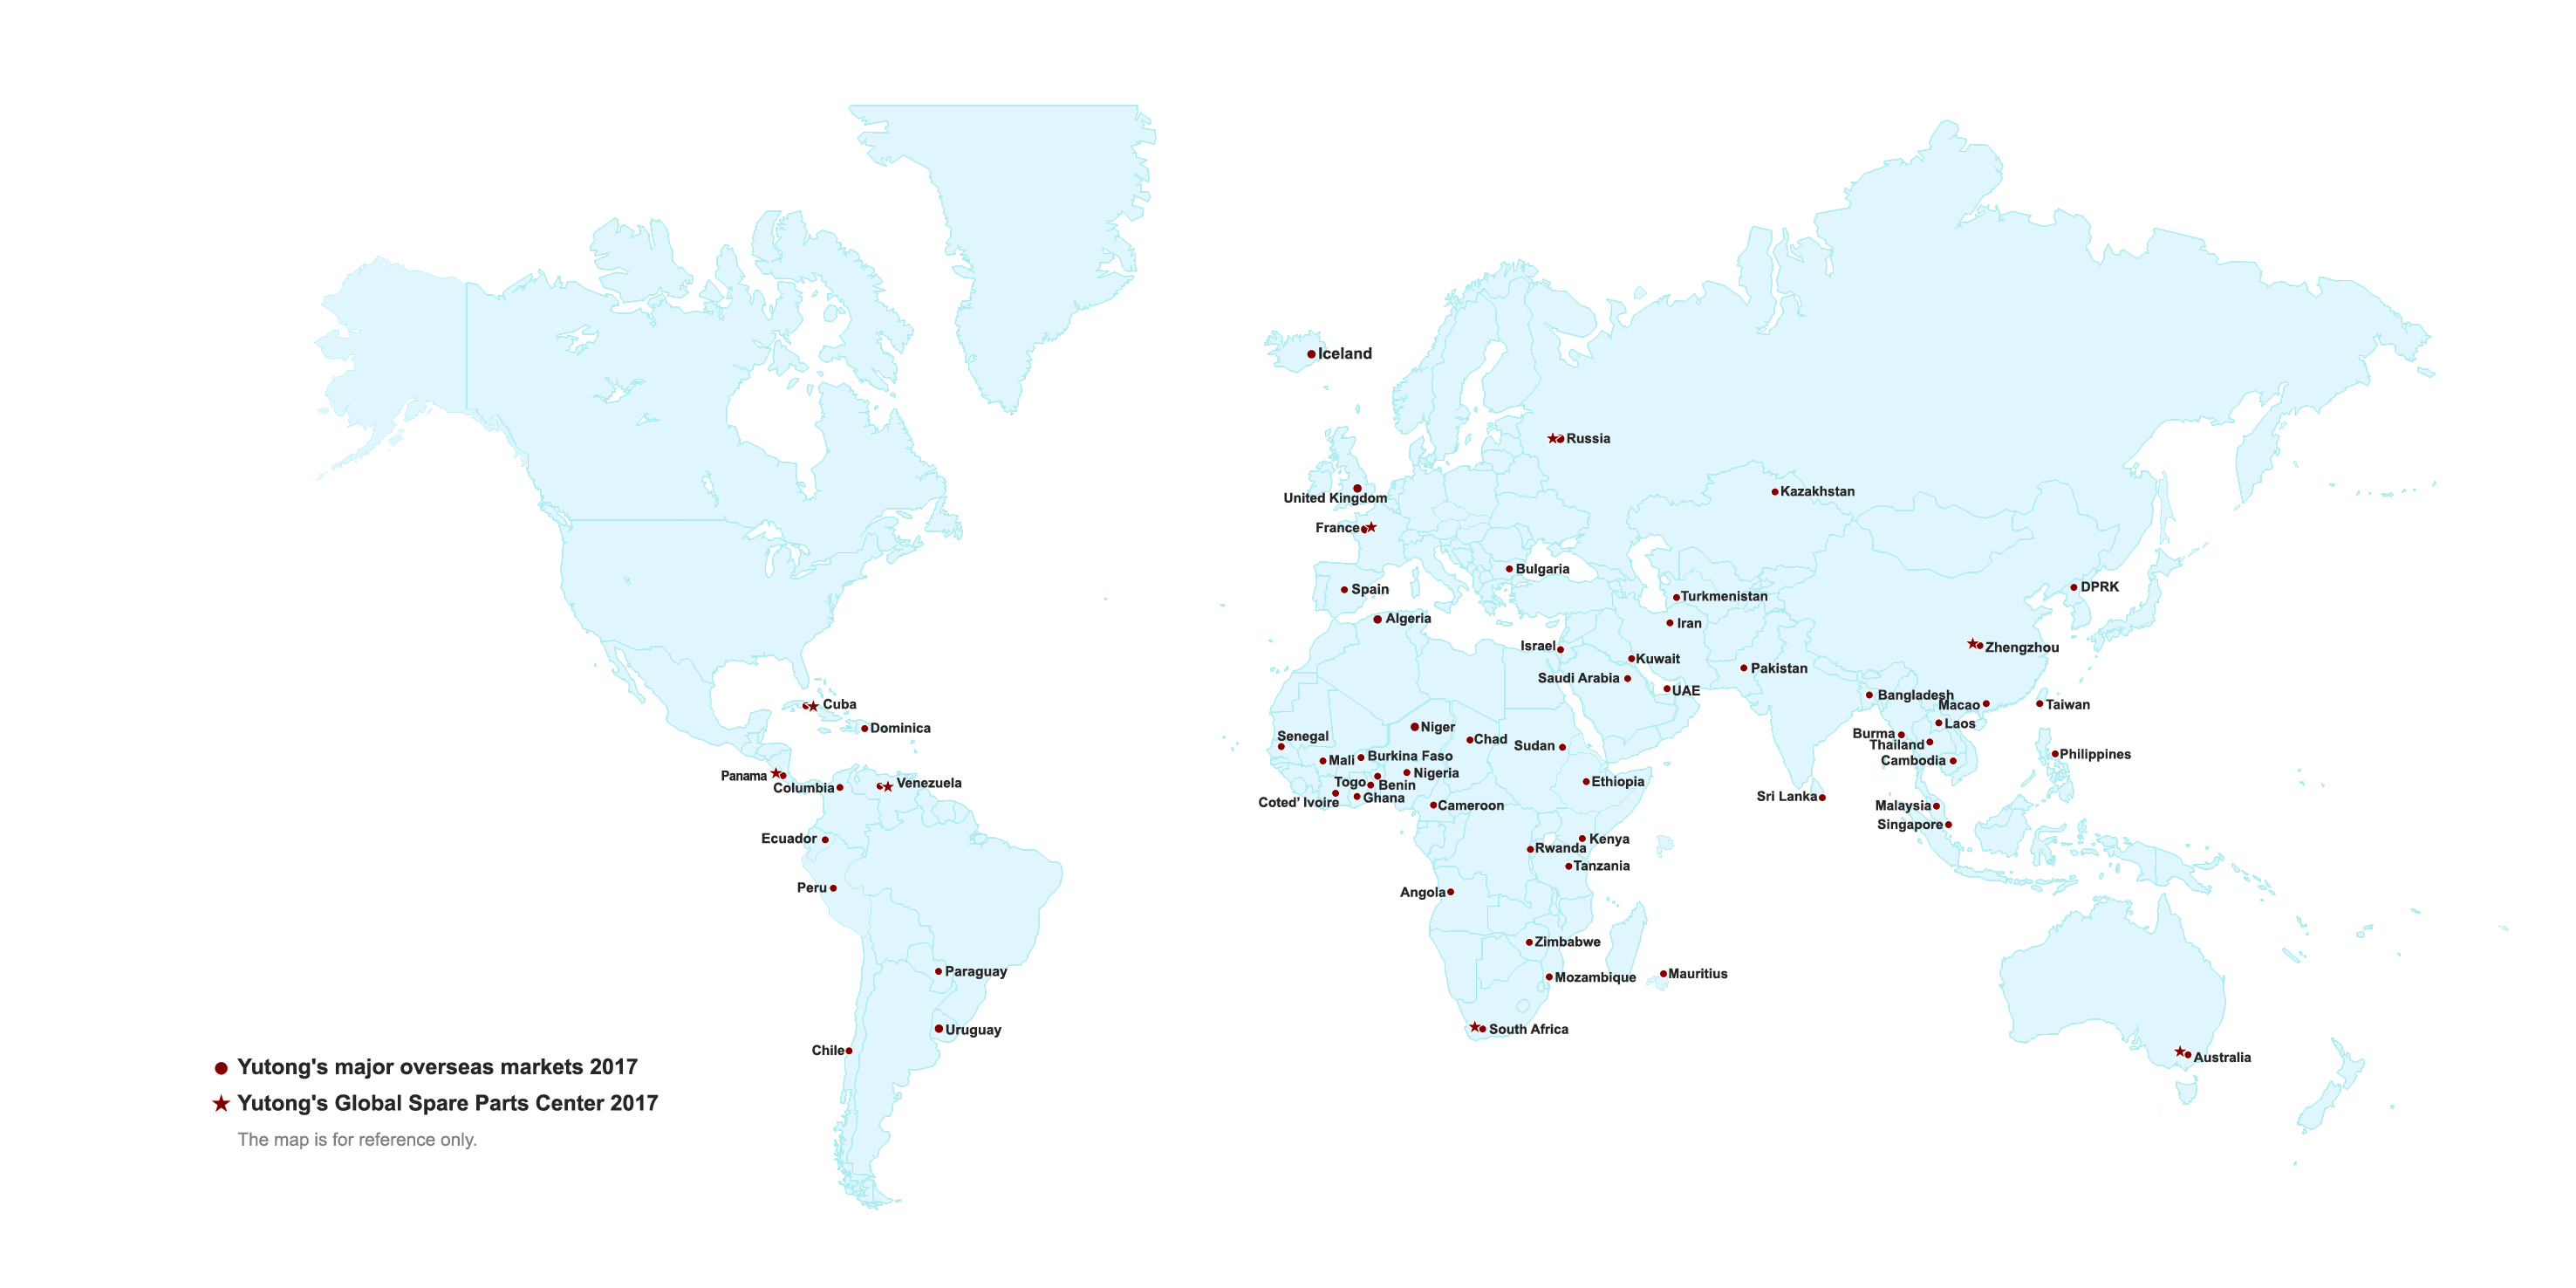 Iceland
Russia
Kazakhstan
United Kingdom
France
Bulgaria
Spain
DPRK
Turkmenistan
Algeria
Iran
Israel
Zhengzhou
Kuwait
Pakistan
Saudi Arabia
UAE
Bangladesh
Cuba
Macao
Taiwan
Dominica
Niger
Laos
Senegal
Chad
Burma
Sudan
Thailand
Mali
Burkina Faso
Philippines
Cambodia
Panama
Nigeria
Venezuela
Togo
Benin
Ethiopia
Columbia
Coted’ Ivoire
Ghana
Sri Lanka
Cameroon
Malaysia
Singapore
Ecuador
Kenya
Rwanda
Tanzania
Peru
Angola
Zimbabwe
Paraguay
Mozambique
Mauritius
Uruguay
South Africa
Chile
Australia
Yutong's major overseas markets 2017
Yutong's Global Spare Parts Center 2017
The map is for reference only.